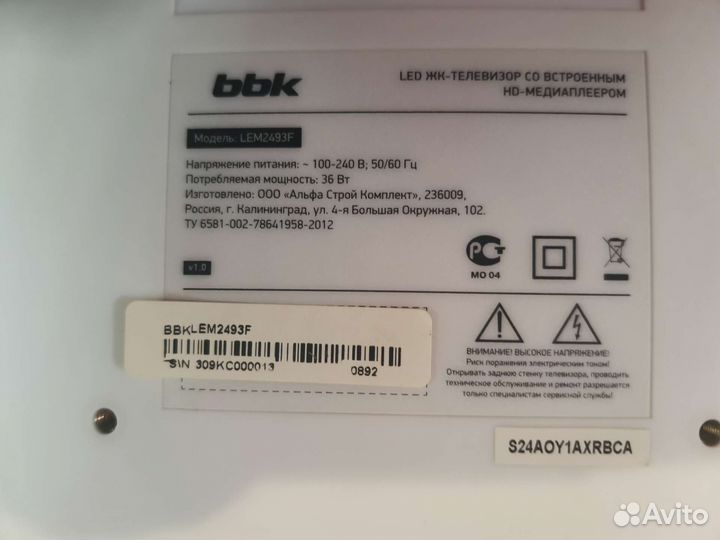 bbk
LED ЖК-ТЕЛЕВИЗОР СО ВСТРОЕННЫМ
HD-МЕДИАПЛЕЕРОМ
Модель: LEM2493F
Напряжение питания: ~ 100-240 В; 50/60 Гц
Потребляемая мощность: 36 Вт
Изготовлено: ООО «Альфа Строй Комплект», 236009,
Россия, г. Калининград, ул. 4-я Большая Окружная, 102.
ТУ 6581-002-78641958-2012
МО 04
v1.0
BBKLEM2493F
S\N 309KC000013
0892
ВНИМАНИЕ! ВЫСОКОЕ НАПРЯЖЕНИЕ!
Риск поражения электрическим током!
Открывать заднюю стенку телевизора, проводить
техническое обслуживание и ремонт разрешается
только специалистам сервисной службы!
S24AOY1AXRBCA
Avito